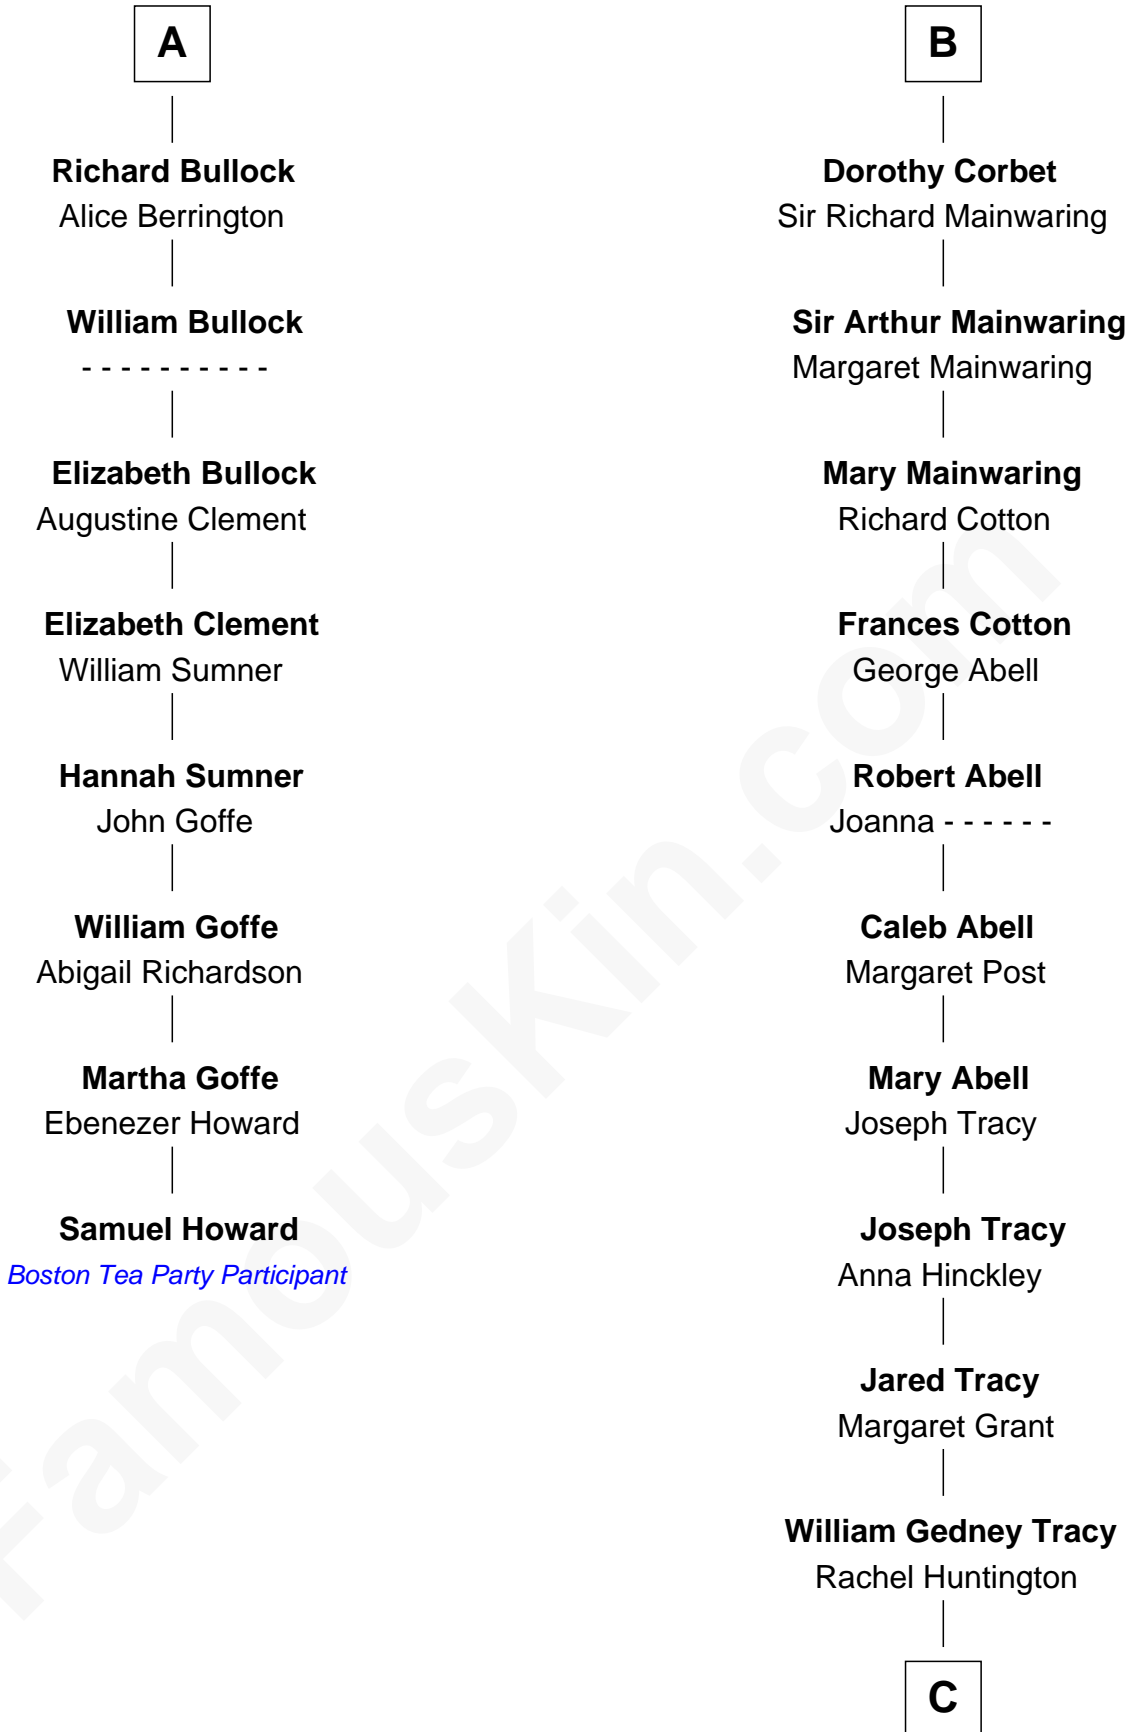 A
Richard Bullock
Alice Berrington
William Bullock
- - - - - - - - - -
Elizabeth Bullock
Augustine Clement
Elizabeth Clement
William Sumner
Hannah Sumner
John Goffe
William Goffe
Abigail Richardson
Martha Goffe
Ebenezer Howard
Samuel Howard
Boston Tea Party Participant
B
Dorothy Corbet
Sir Richard Mainwaring
Sir Arthur Mainwaring
Margaret Mainwaring
Mary Mainwaring
Richard Cotton
Frances Cotton
George Abell
Robert Abell
Joanna - - - - - -
Caleb Abell
Margaret Post
Mary Abell
Joseph Tracy
Joseph Tracy
Anna Hinckley
Jared Tracy
Margaret Grant
William Gedney Tracy
Rachel Huntington
C
FamousKin.com